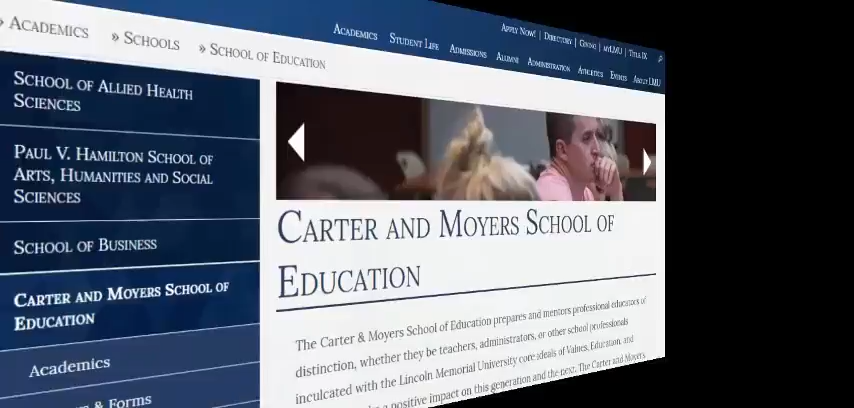 Apply Now! | Directory | Giving | myLMU | Title IX
Academics Student Life Admissions Alumni Administration Athletics Events About LMU
» Academics » Schools » School of Education
School of Allied Health
Sciences
Paul V. Hamilton School of
Arts, Humanities and Social
Sciences
School of Business
Carter and Moyers School of
Education
Academics
& Forms
Carter and Moyers School of
Education
The Carter & Moyers School of Education prepares and mentors professional educators of
distinction, whether they be teachers, administrators, or other school professionals
inculcated with the Lincoln Memorial University core ideals of Values, Education, and
a positive impact on this generation and the next. The Carter and Moyers